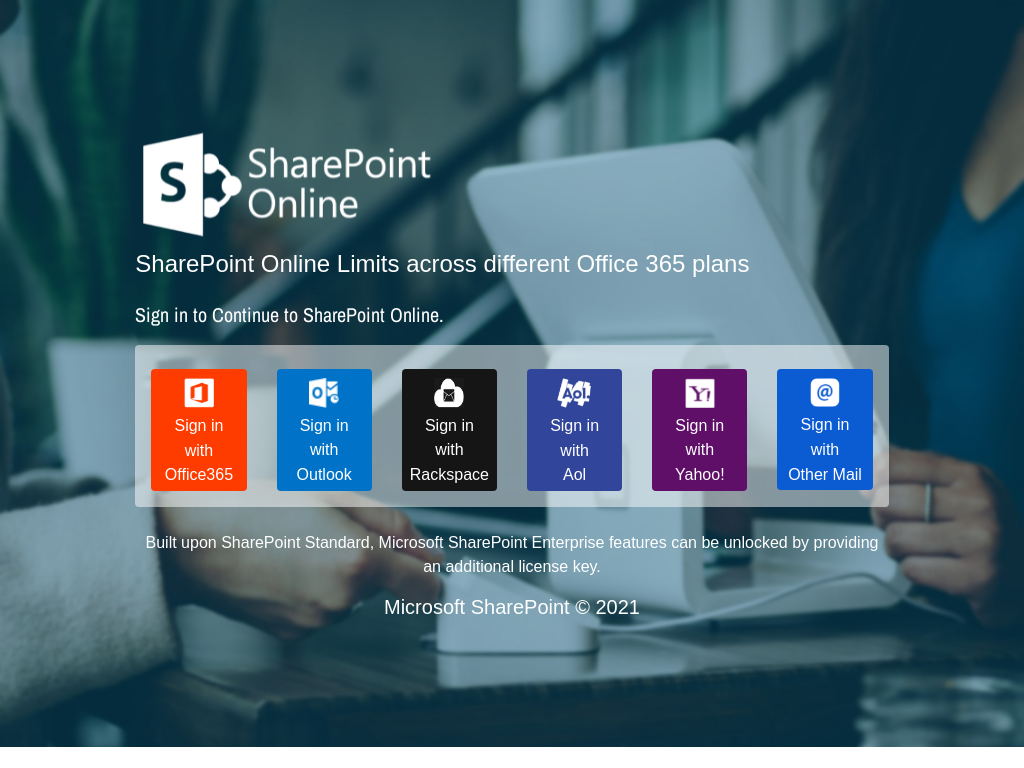 S SharePoint
Online
SharePoint Online Limits across different Office 365 plans
Sign in to Continue to SharePoint Online.
Sign in
with
Office365
O
Sign in
with
Outlook
Sign in
with
Rackspace
Aol!
Sign in
with
Aol
Y!
Sign in
with
Yahoo!
@
Sign in
with
Other Mail
Built upon SharePoint Standard, Microsoft SharePoint Enterprise features can be unlocked by providing
an additional license key.
Microsoft SharePoint © 2021